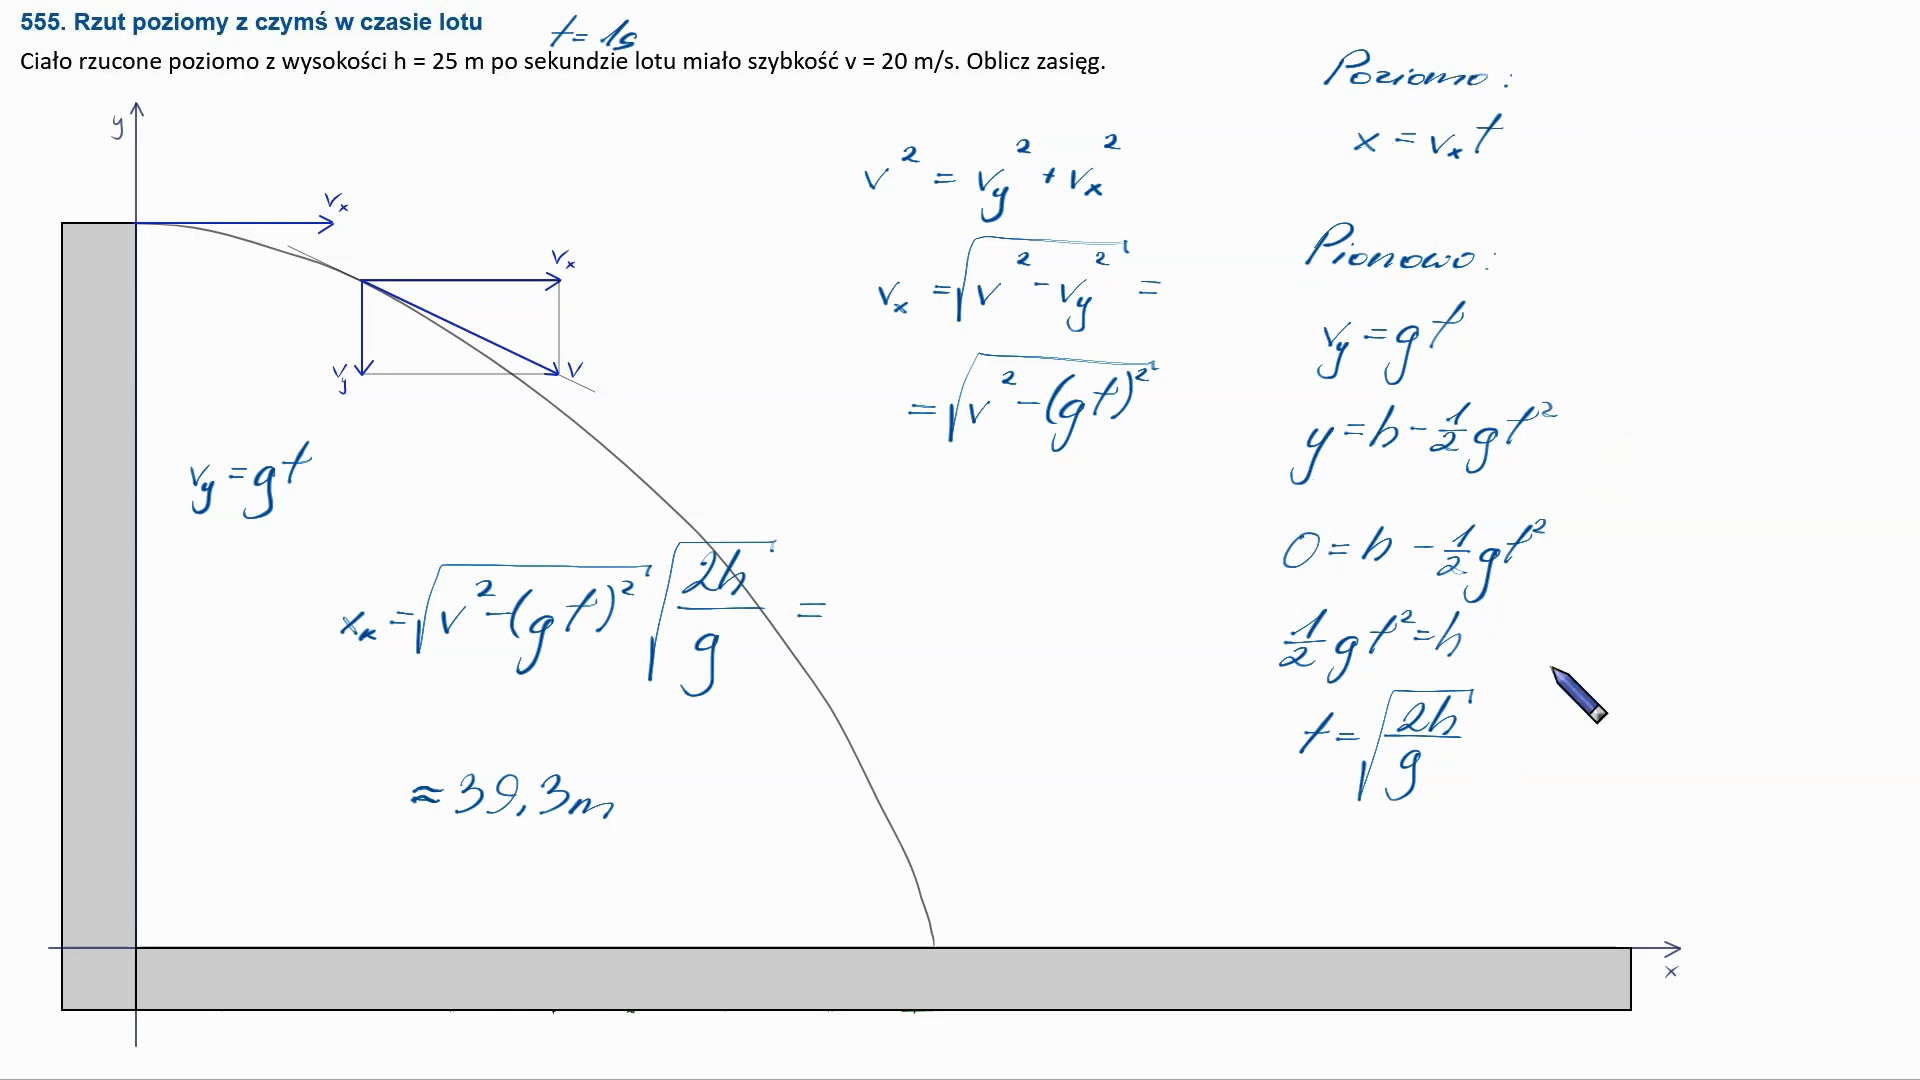 555. Rzut poziomy z czymś w czasie lotu
t = 1s
Ciało rzucone poziomo z wysokości h = 25 m po sekundzie lotu miało szybkość v = 20 m/s. Oblicz zasięg.
y
vₓ
vₓ
v_y
v
v_y = gt
v² = v_y² + vₓ²
vₓ = √(v² - v_y²) =
= √(v² - (gt)²)
x_k = √(v² - (gt)²) √(2h/g) =
≈ 39,3m
Poziomo:
x = vₓt
Pionowo:
v_y = gt
y = h - ½gt²
0 = h - ½gt²
½gt² = h
t = √(2h/g)
x